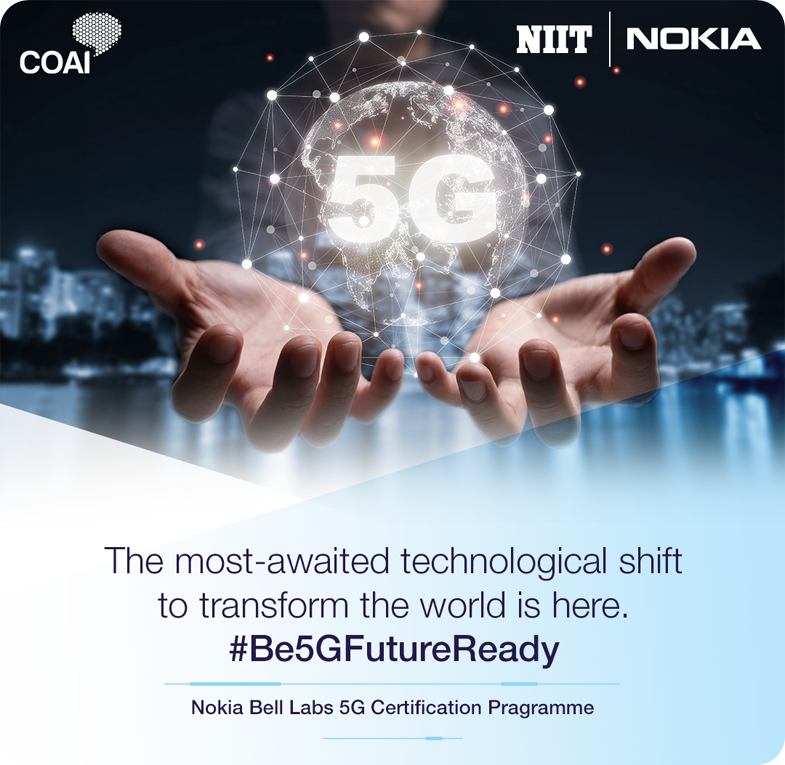 COAI
NIIT | NOKIA
5G
The most-awaited technological shift
to transform the world is here.
#Be5GFutureReady
Nokia Bell Labs 5G Certification Pragramme